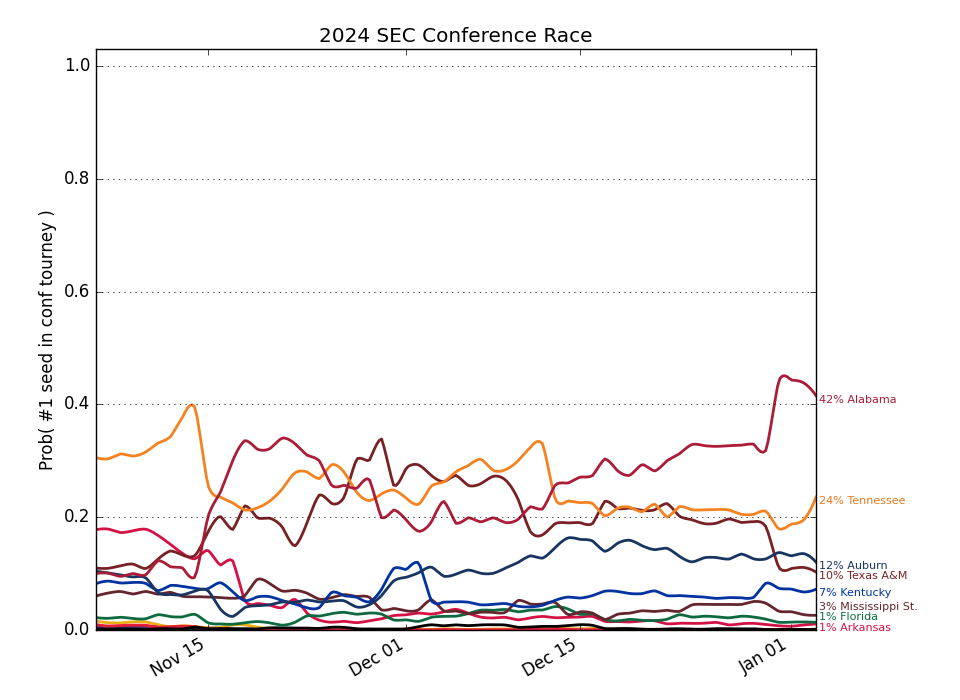 2024 SEC Conference Race
Prob( #1 seed in conf tourney )
1.0
0.8
0.6
0.4
0.2
0.0
Nov 15
Dec 01
Dec 15
Jan 01
42% Alabama
24% Tennessee
12% Auburn
10% Texas A&M
7% Kentucky
3% Mississippi St.
1% Florida
1% Arkansas